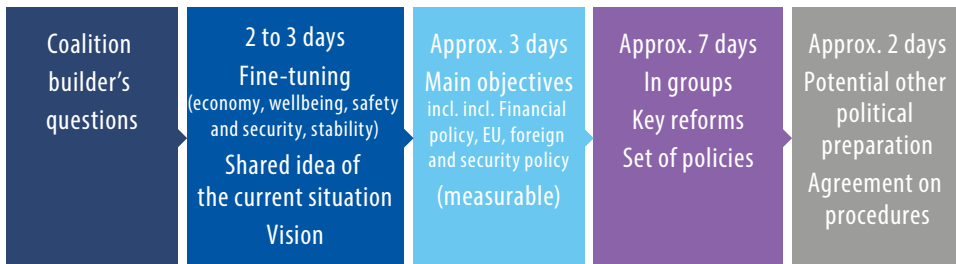 Coalition
builder’s
questions
2 to 3 days
Fine-tuning
(economy, wellbeing, safety
and security, stability)
Shared idea of
the current situation
Vision
Approx. 3 days
Main objectives
incl. incl. Financial
policy, EU, foreign
and security policy
(measurable)
Approx. 7 days
In groups
Key reforms
Set of policies
Approx. 2 days
Potential other
political
preparation
Agreement on
procedures